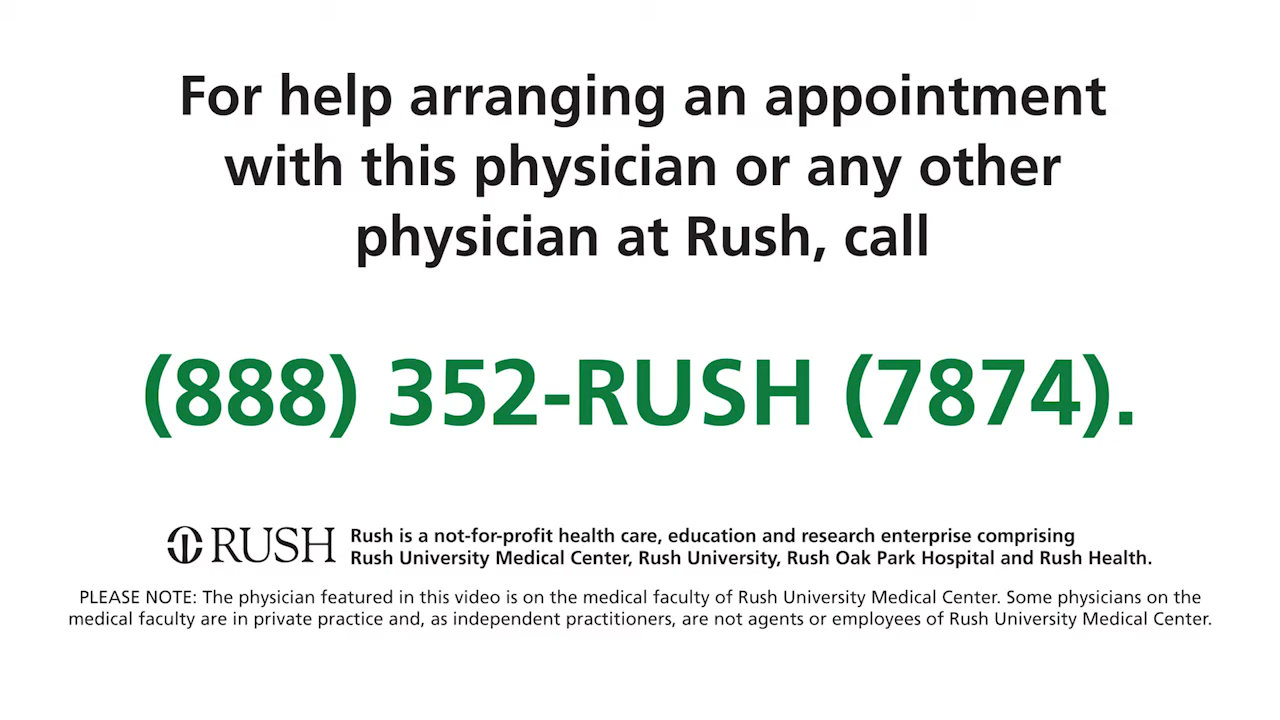 For help arranging an appointment
with this physician or any other
physician at Rush, call
(888) 352-RUSH (7874).
RUSH
Rush is a not-for-profit health care, education and research enterprise comprising
Rush University Medical Center, Rush University, Rush Oak Park Hospital and Rush Health.
PLEASE NOTE: The physician featured in this video is on the medical faculty of Rush University Medical Center. Some physicians on the
medical faculty are in private practice and, as independent practitioners, are not agents or employees of Rush University Medical Center.